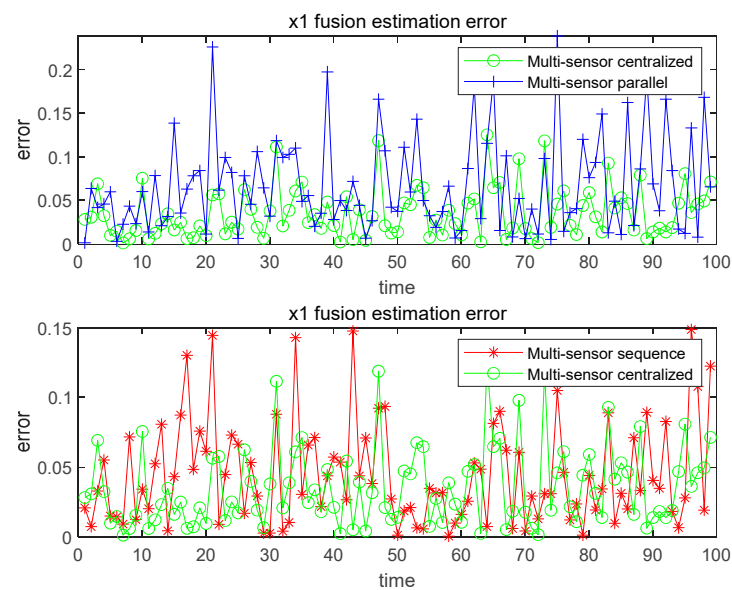 x1 fusion estimation error
0.2
0.15
0.1
0.05
0
error
Multi-sensor centralized
Multi-sensor parallel
0 10 20 30 40 50 60 70 80 90 100
time
x1 fusion estimation error
0.15
0.1
0.05
0
error
Multi-sensor sequence
Multi-sensor centralized
0 10 20 30 40 50 60 70 80 90 100
time